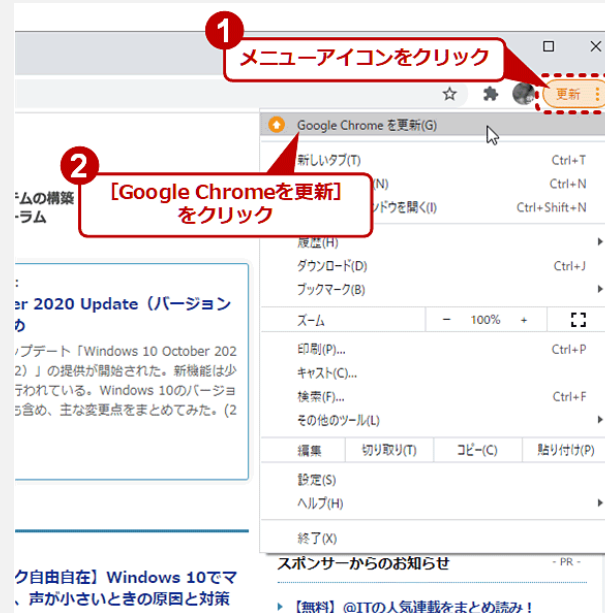 1
メニューアイコンをクリック
更新
Google Chrome を更新(G)
2
[Google Chromeを更新]
をクリック
新しいタブ(T)
Ctrl+T
(N)
Ctrl+N
ンドウを開く(I)
Ctrl+Shift+N
履歴(H)
ダウンロード(D)
Ctrl+J
ブックマーク(B)
ズーム
－ 100% +
印刷(P)...
Ctrl+P
キャスト(C)...
検索(F)...
Ctrl+F
その他のツール(L)
編集
切り取り(T)
コピー(C)
貼り付け(P)
設定(S)
ヘルプ(H)
終了(X)
テムの構築
ーラム
:
er 2020 Update（バージョン
め
ップデート「Windows 10 October 202
2）」の提供が開始された。新機能は少
行われている。Windows 10のバージョ
も含め、主な変更点をまとめてみた。(2
ク自由自在】Windows 10でマ
、声が小さいときの原因と対策
スポンサーからのお知らせ
- PR -
【無料】@ITの人気連載をまとめ読み！